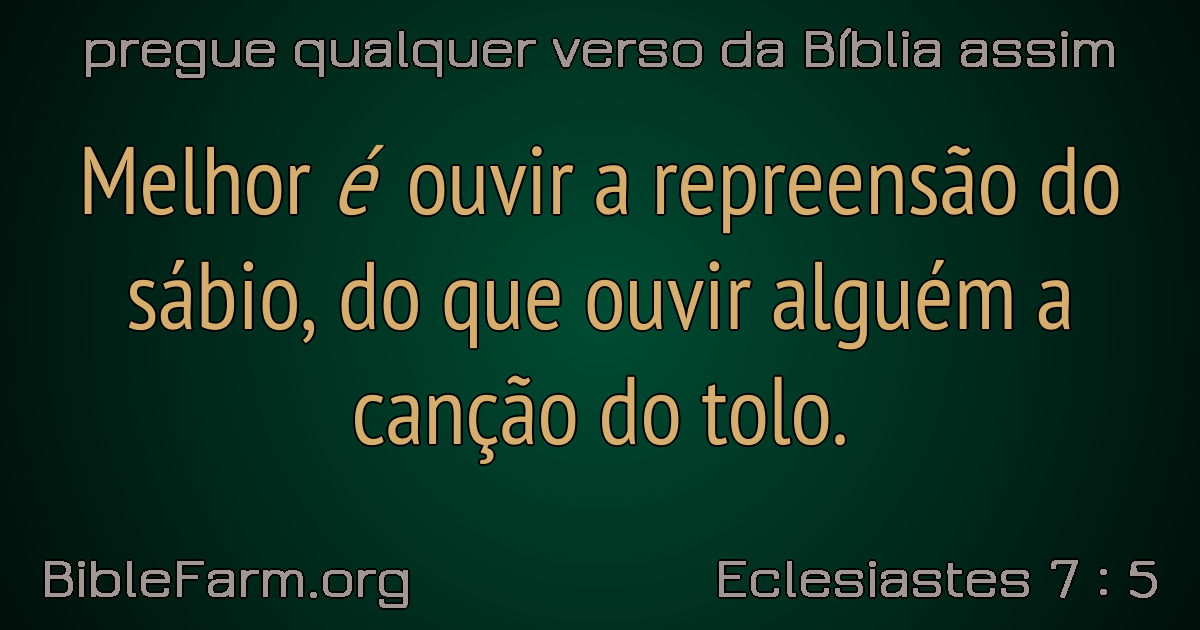 pregue qualquer verso da Bíblia assim
Melhor é ouvir a repreensão do
sábio, do que ouvir alguém a
canção do tolo.
BibleFarm.org
Eclesiastes 7 : 5